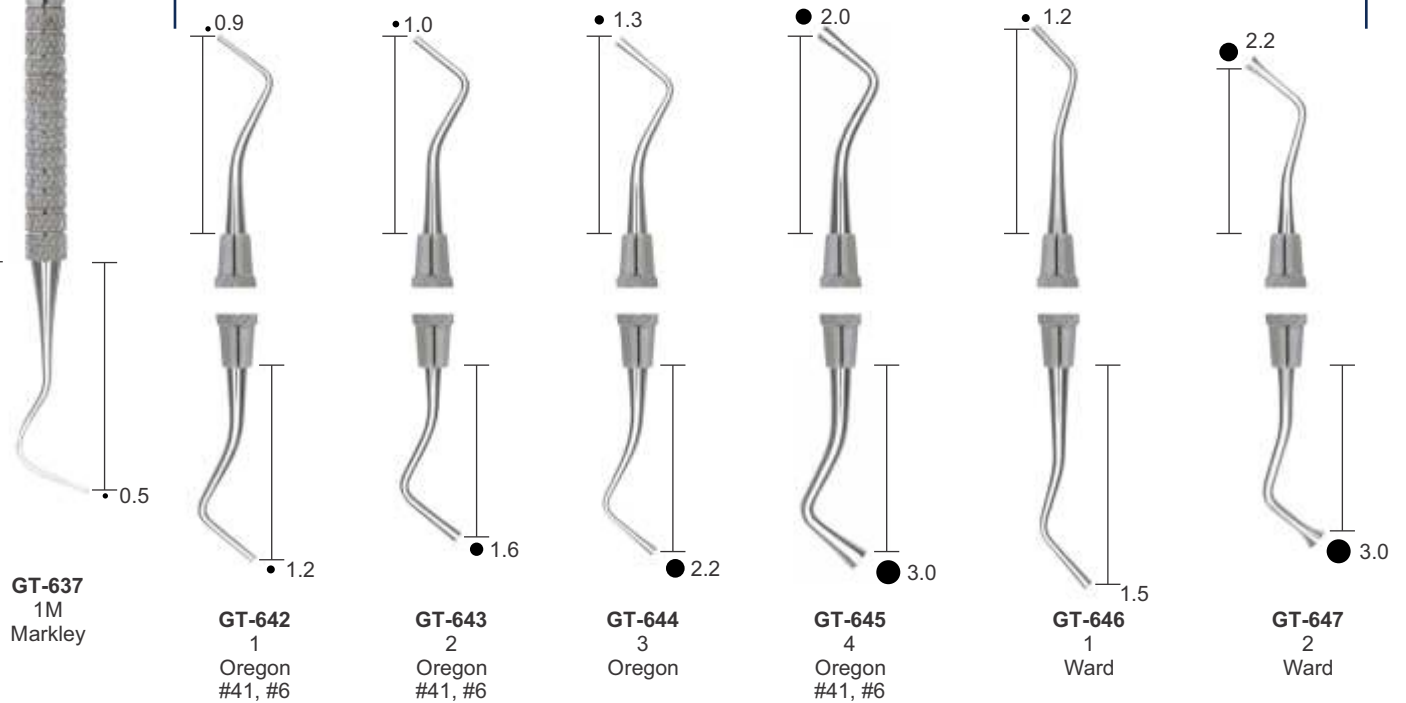 0.9
1.0
1.3
2.0
1.2
2.2
0.5
1.2
1.6
2.2
3.0
1.5
3.0
GT-637
1M
Markley
GT-642
1
Oregon
#41, #6
GT-643
2
Oregon
#41, #6
GT-644
3
Oregon
GT-645
4
Oregon
#41, #6
GT-646
1
Ward
GT-647
2
Ward